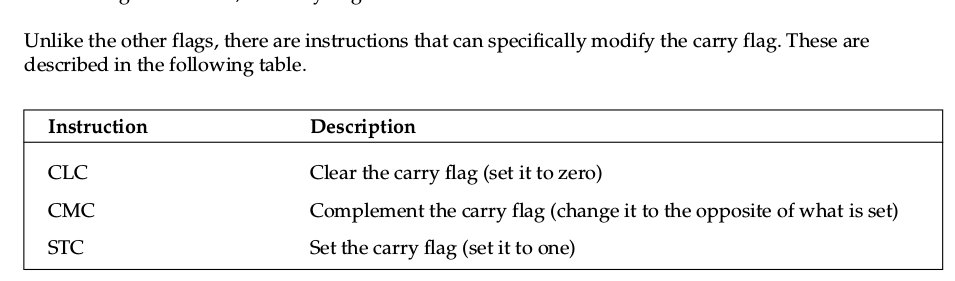 Unlike the other flags, there are instructions that can specifically modify the carry flag. These are
described in the following table.
Instruction Description
CLC Clear the carry flag (set it to zero)
CMC Complement the carry flag (change it to the opposite of what is set)
STC Set the carry flag (set it to one)